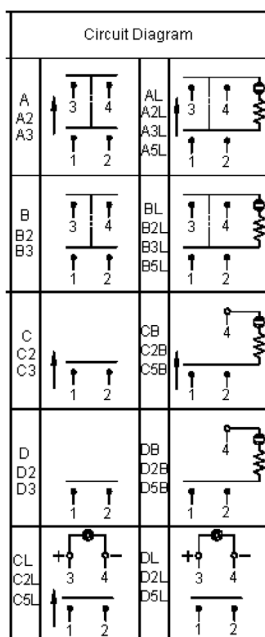 Circuit Diagram
A
A2
A3
3 4
1 2
AL
A2L
A3L
A5L
3 4
1 2
B
B2
B3
3 4
1 2
BL
B2L
B3L
B5L
3 4
1 2
C
C2
C3
1 2
CB
C2B
C5B
4
1 2
D
D2
D3
1 2
DB
D2B
D5B
4
1 2
CL
C2L
C5L
+ −
3 4
1 2
DL
D2L
D5L
+ −
3 4
1 2